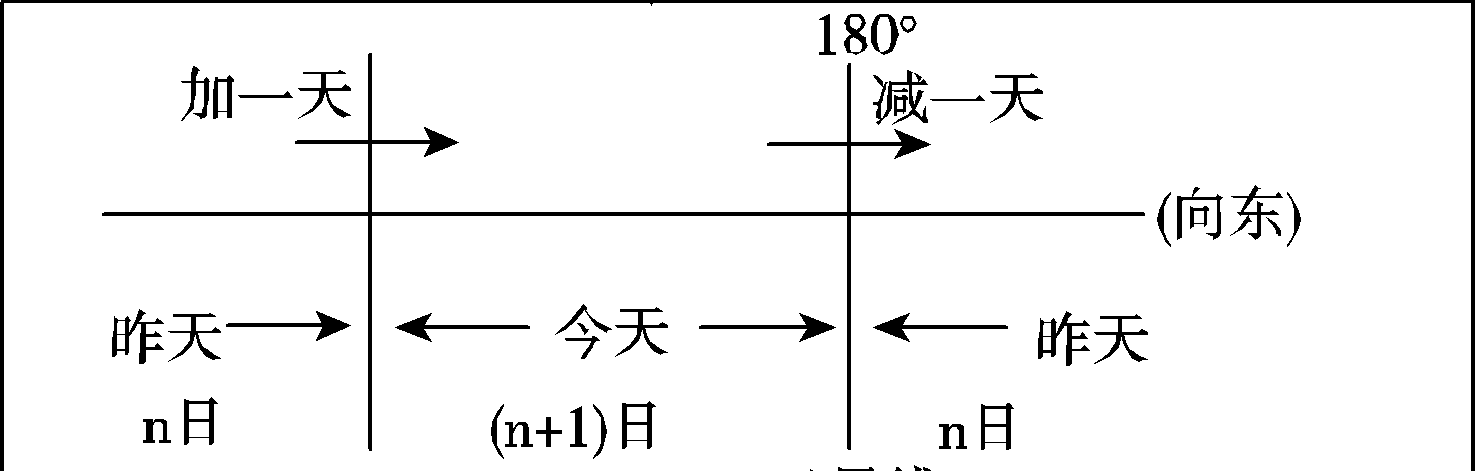 180°
加一天 减一天
(向东)
昨天 今天 昨天
n日 (n+1)日 n日